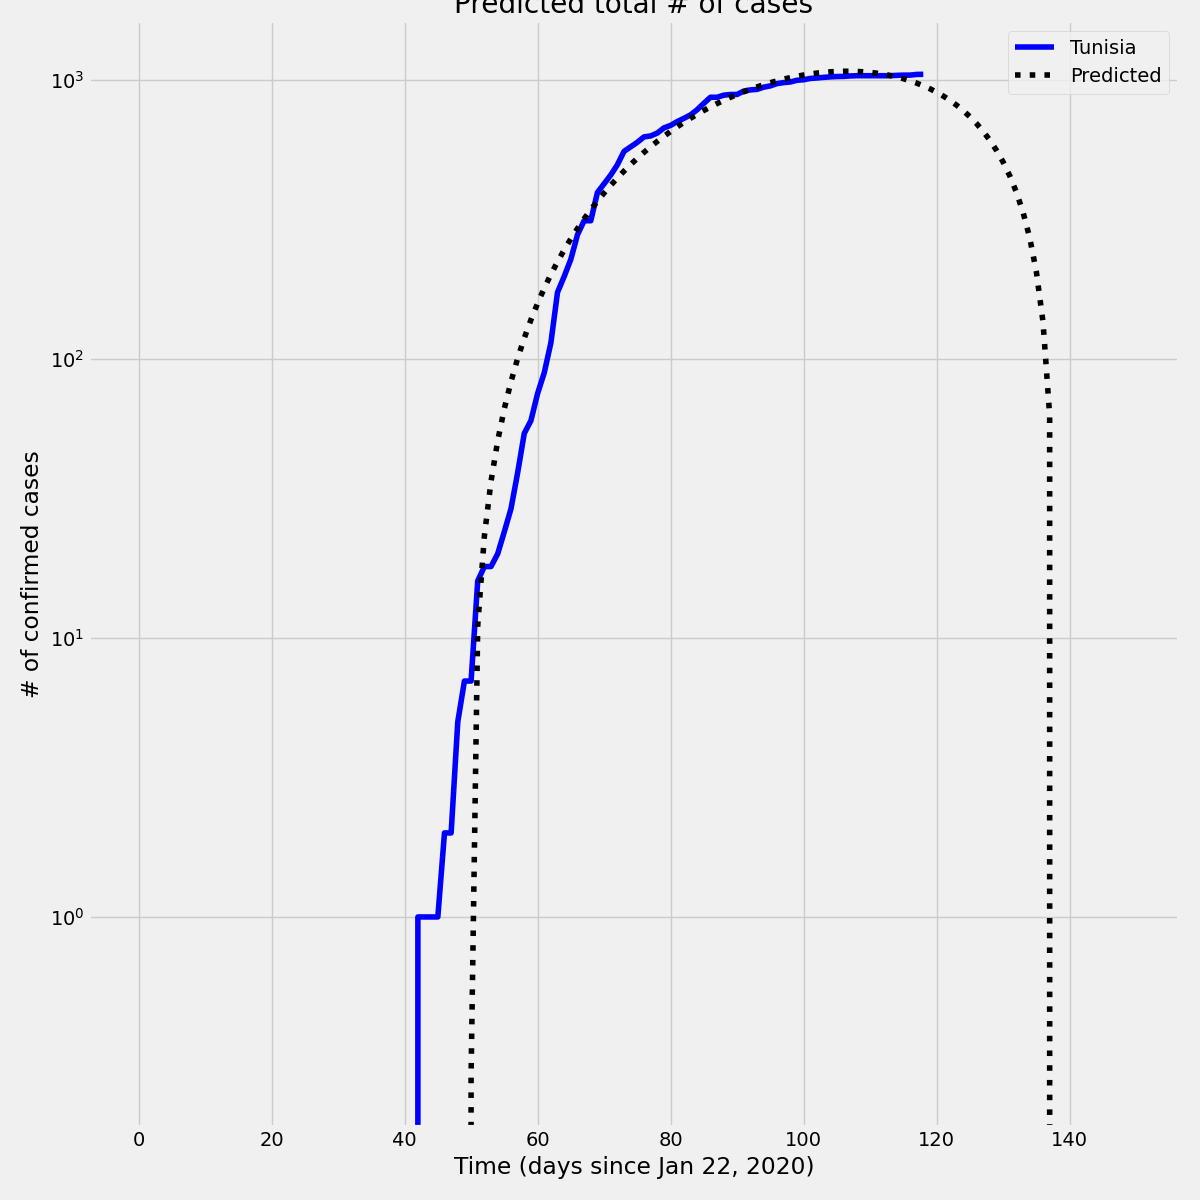 Predicted total # of cases
Tunisia
Predicted
10³
10²
10¹
10⁰
# of confirmed cases
0 20 40 60 80 100 120 140
Time (days since Jan 22, 2020)